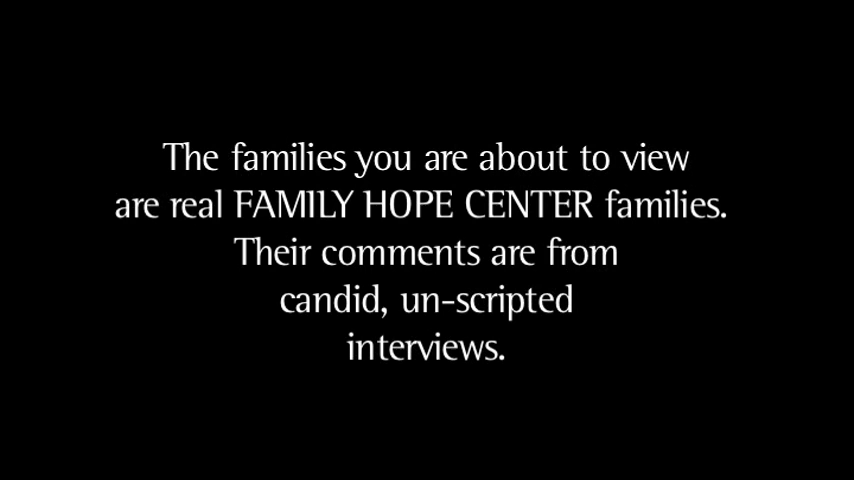 The families you are about to view
are real FAMILY HOPE CENTER families.
Their comments are from
candid, un-scripted
interviews.